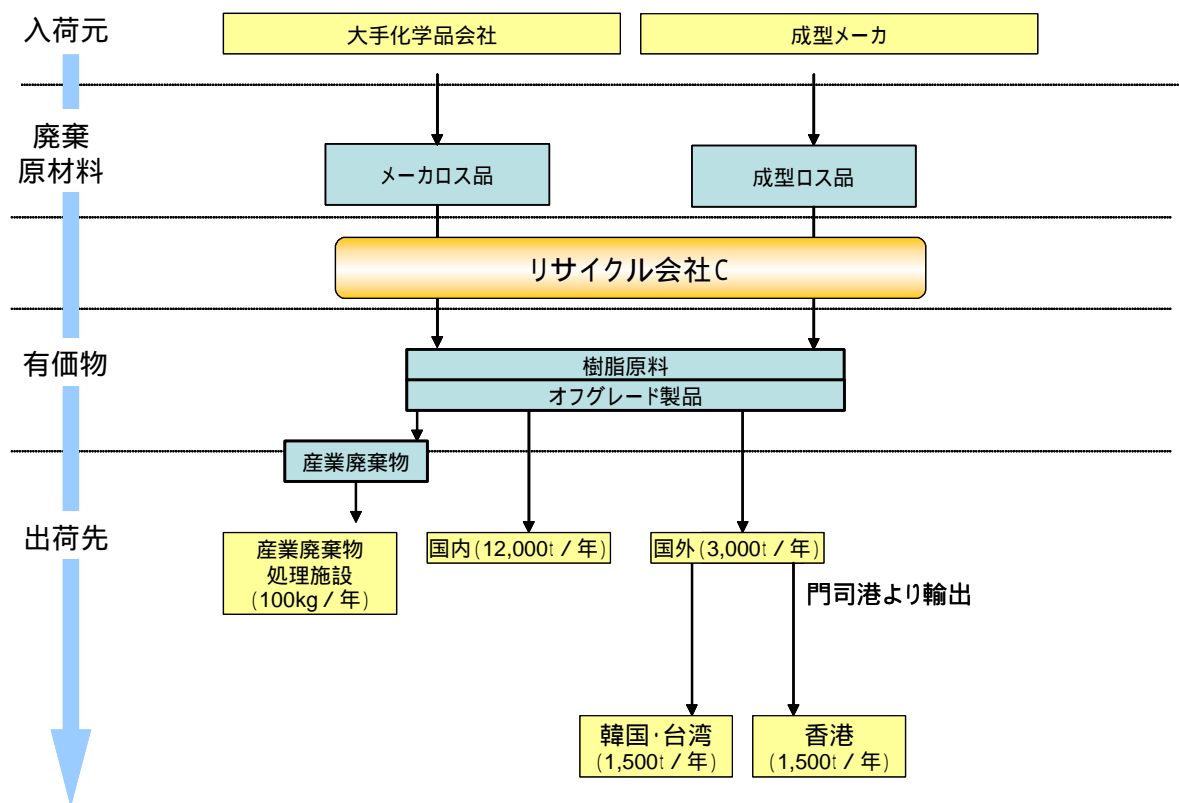 入荷元
大手化学品会社
成型メーカ
廃棄
原材料
メーカロス品
成型ロス品
リサイクル会社C
有価物
樹脂原料
オフグレード製品
産業廃棄物
出荷先
産業廃棄物
処理施設
(100kg/年)
国内(12,000t/年)
国外(3,000t/年)
門司港より輸出
韓国・台湾
(1,500t/年)
香港
(1,500t/年)